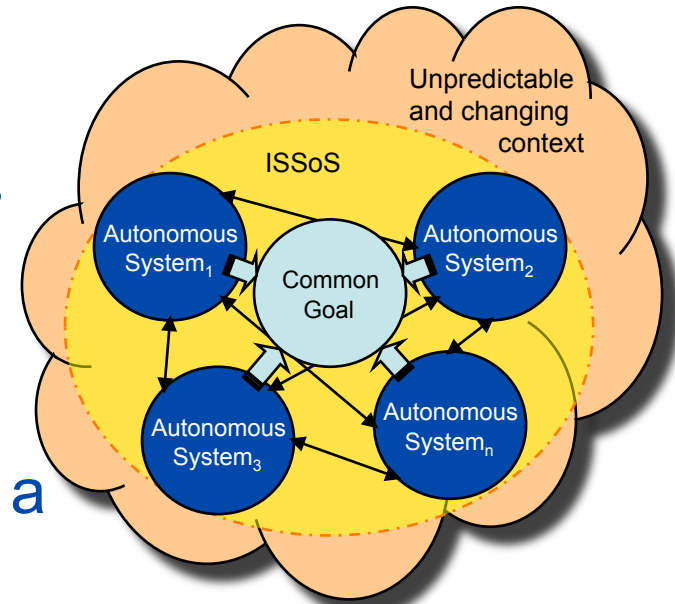 Unpredictable
and changing
context
ISSoS
Autonomous
System₁
Autonomous
System₂
Common
Goal
Autonomous
System₃
Autonomous
Systemₙ
a